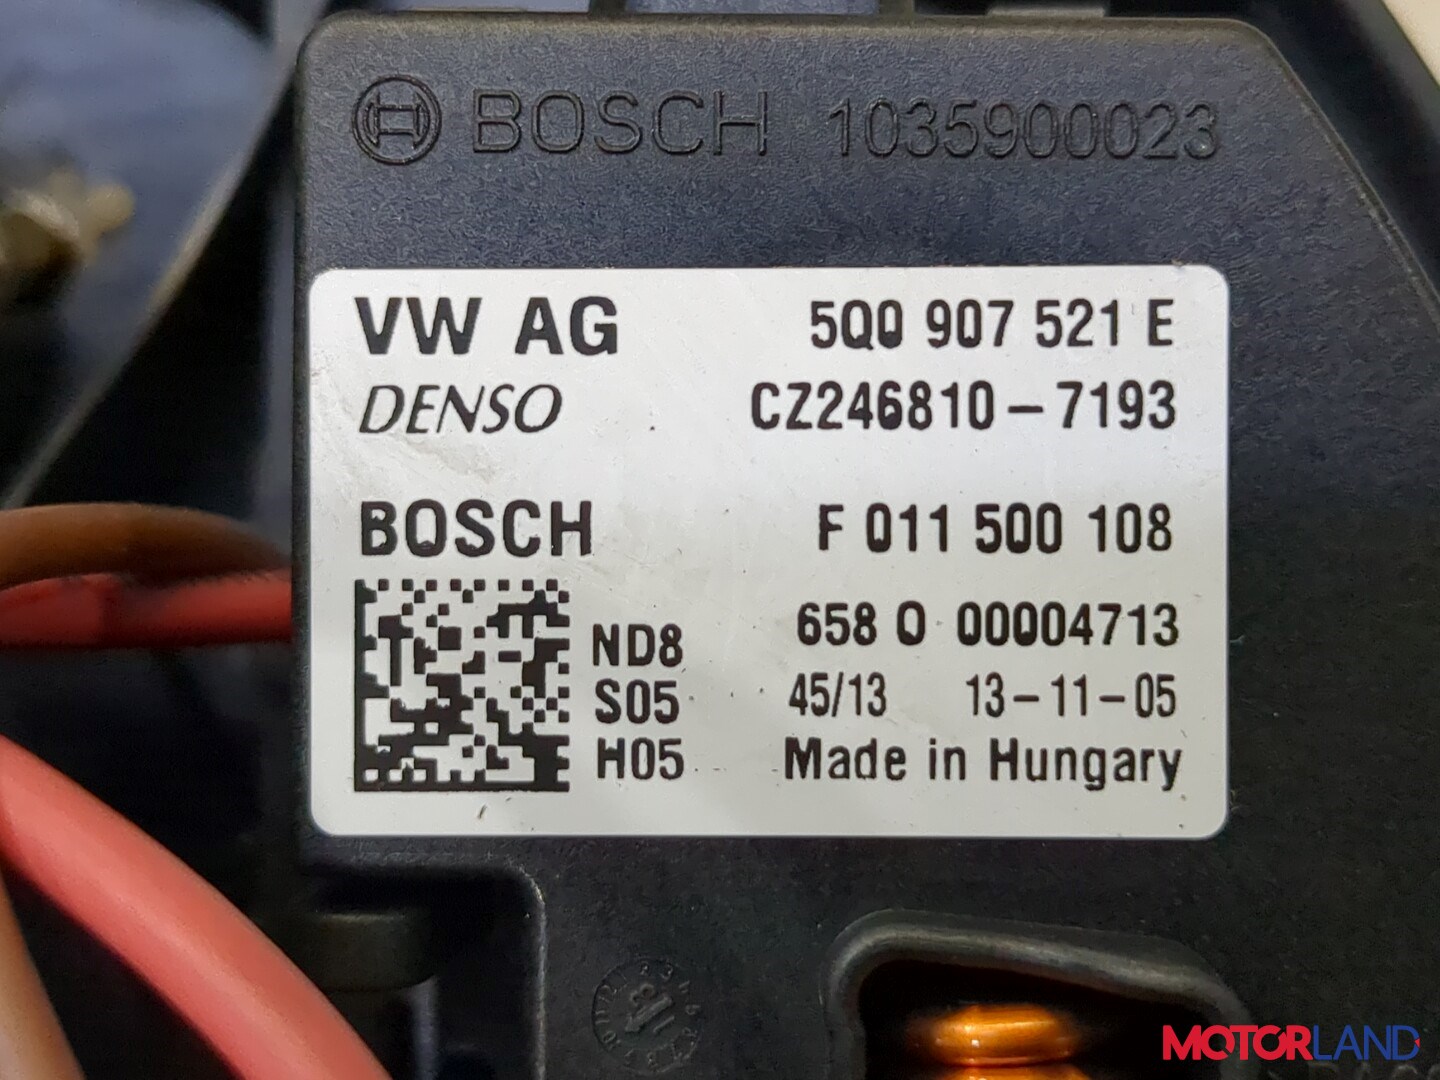 BOSCH 1035900023
VW AG 5Q0 907 521 E
DENSO CZ246810-7193
BOSCH F 011 500 108
658 0 00004713
ND8
S05 45/13 13-11-05
H05 Made in Hungary
MOTORLAND